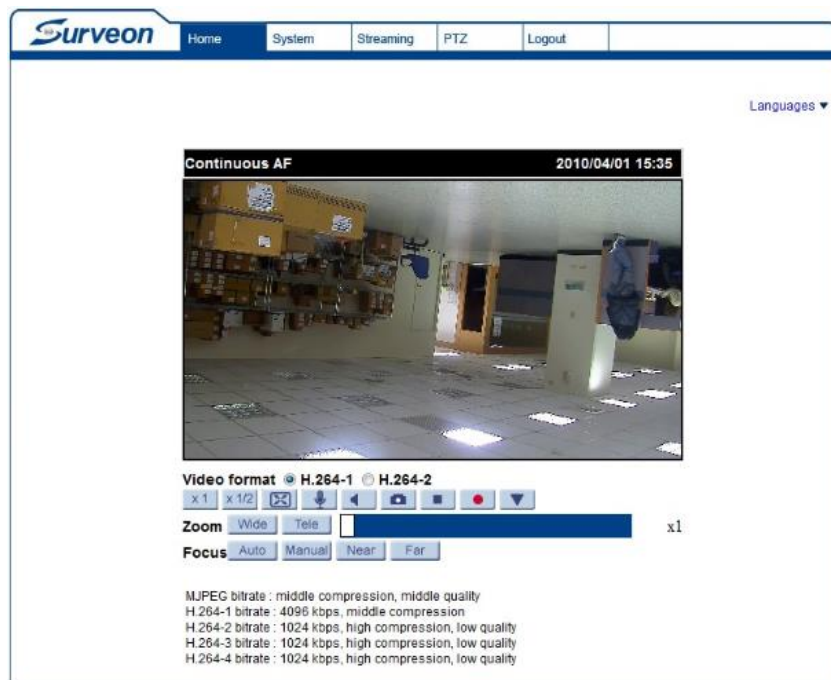 Surveon
Home System Streaming PTZ Logout
Languages ▼
Continuous AF 2010/04/01 15:35
Video format H.264-1 H.264-2
x 1 x 1/2
Zoom Wide Tele x1
Focus Auto Manual Near Far
MJPEG bitrate : middle compression, middle quality
H.264-1 bitrate : 4096 kbps, middle compression
H.264-2 bitrate : 1024 kbps, high compression, low quality
H.264-3 bitrate : 1024 kbps, high compression, low quality
H.264-4 bitrate : 1024 kbps, high compression, low quality